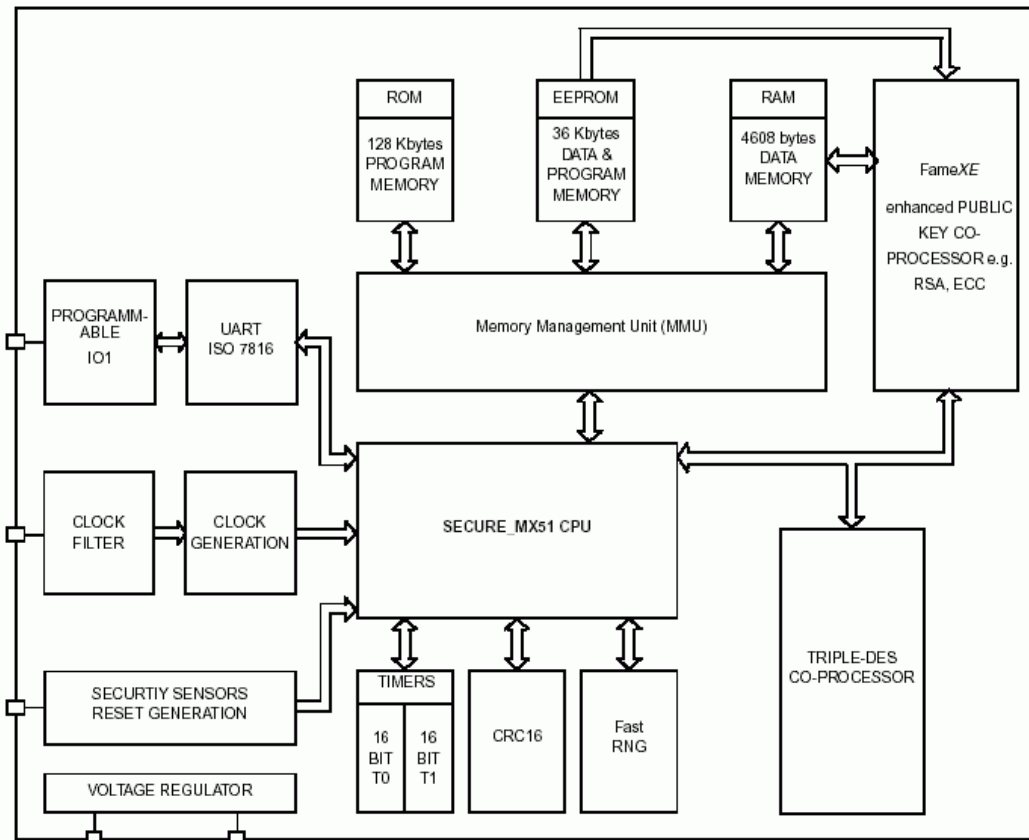 ROM
128 Kbytes
PROGRAM
MEMORY
EEPROM
36 Kbytes
DATA &
PROGRAM
MEMORY
RAM
4608 bytes
DATA
MEMORY
FameXE
enhanced PUBLIC
KEY CO-
PROCESSOR e.g.
RSA, ECC
Memory Management Unit (MMU)
PROGRAMM-
ABLE
IO1
UART
ISO 7816
CLOCK
FILTER
CLOCK
GENERATION
SECURE_MX51 CPU
SECURTIY SENSORS
RESET GENERATION
VOLTAGE REGULATOR
TIMERS
16
BIT
T0
16
BIT
T1
CRC16
Fast
RNG
TRIPLE-DES
CO-PROCESSOR